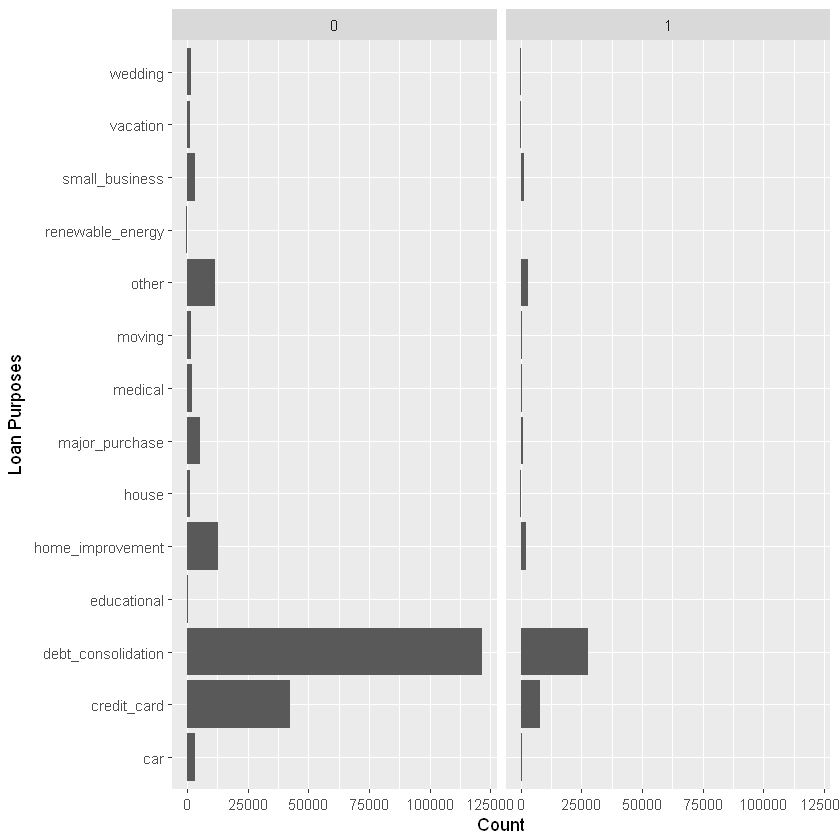 0 1
wedding
vacation
small_business
renewable_energy
other
moving
medical
major_purchase
house
home_improvement
educational
debt_consolidation
credit_card
car
Loan Purposes
0 25000 50000 75000 100000 125000 0 25000 50000 75000 100000 12500
Count